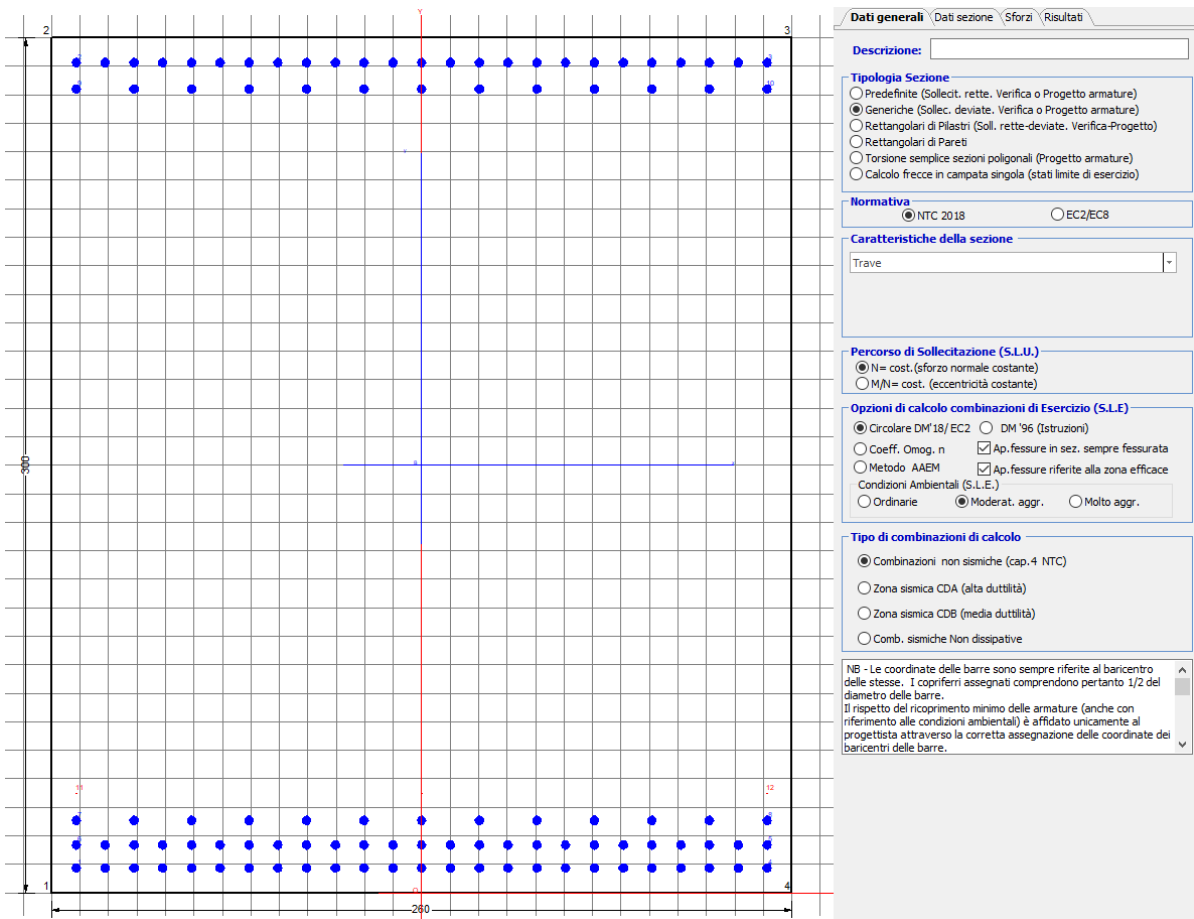 Y
2
3
300
11
12
10
1
4
260
Dati generali Dati sezione Sforzi Risultati
Descrizione:
Tipologia Sezione
Predefinite (Sollecit. rette. Verifica o Progetto armature)
Generiche (Sollec. deviate. Verifica o Progetto armature)
Rettangolari di Pilastri (Soll. rette-deviate. Verifica-Progetto)
Rettangolari di Pareti
Torsione semplice sezioni poligonali (Progetto armature)
Calcolo frecce in campata singola (stati limite di esercizio)
Normativa
NTC 2018 EC2/EC8
Caratteristiche della sezione
Trave
Percorso di Sollecitazione (S.L.U.)
N= cost.(sforzo normale costante)
M/N= cost. (eccentricità costante)
Opzioni di calcolo combinazioni di Esercizio (S.L.E)
Circolare DM'18/ EC2 DM '96 (Istruzioni)
Coeff. Omog. n Ap.fessure in sez. sempre fessurata
Metodo AAEM Ap.fessure riferite alla zona efficace
Condizioni Ambientali (S.L.E.)
Ordinarie Moderat. aggr. Molto aggr.
Tipo di combinazioni di calcolo
Combinazioni non sismiche (cap.4 NTC)
Zona sismica CDA (alta duttilità)
Zona sismica CDB (media duttilità)
Comb. sismiche Non dissipative
NB - Le coordinate delle barre sono sempre riferite al baricentro
delle stesse. I copriferri assegnati comprendono pertanto 1/2 del
diametro delle barre.
Il rispetto del ricoprimento minimo delle armature (anche con
riferimento alle condizioni ambientali) è affidato unicamente al
progettista attraverso la corretta assegnazione delle coordinate dei
baricentri delle barre.